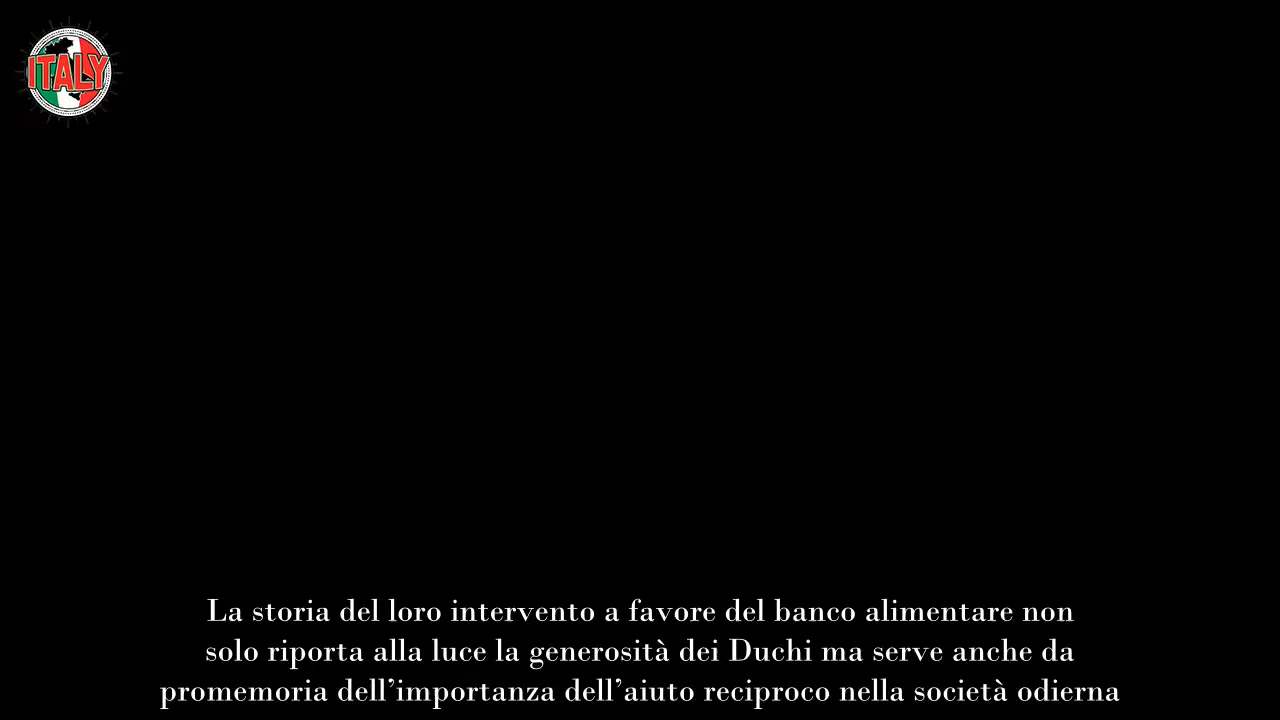 ITALY
La storia del loro intervento a favore del banco alimentare non
solo riporta alla luce la generosità dei Duchi ma serve anche da
promemoria dell’importanza dell’aiuto reciproco nella società odierna